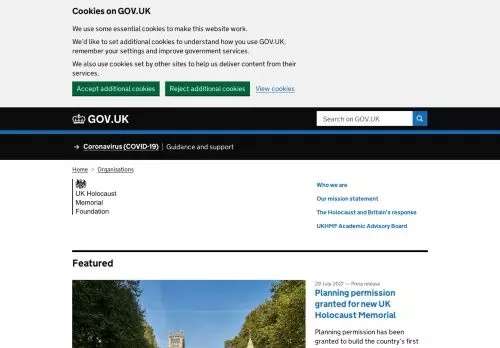 Cookies on GOV.UK
We use some essential cookies to make this website work.
We'd like to set additional cookies to understand how you use GOV.UK,
remember your settings and improve government services.
We also use cookies set by other sites to help us deliver content from their
services.
Accept additional cookies
Reject additional cookies
View cookies
GOV.UK
Search on GOV.UK
→ Coronavirus (COVID-19) | Guidance and support
Home > Organisations
UK Holocaust
Memorial
Foundation
Who we are
Our mission statement
The Holocaust and Britain's response
UKHMF Academic Advisory Board
Featured
29 July 2021 — Press release
Planning permission
granted for new UK
Holocaust Memorial
Planning permission has been
granted to build the country's first